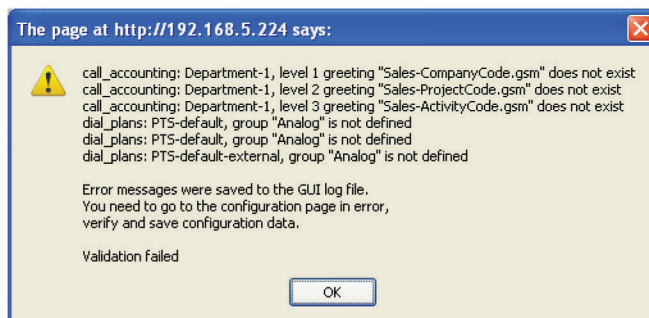 The page at http://192.168.5.224 says:
call_accounting: Department-1, level 1 greeting "Sales-CompanyCode.gsm" does not exist
call_accounting: Department-1, level 2 greeting "Sales-ProjectCode.gsm" does not exist
call_accounting: Department-1, level 3 greeting "Sales-ActivityCode.gsm" does not exist
dial_plans: PTS-default, group "Analog" is not defined
dial_plans: PTS-default, group "Analog" is not defined
dial_plans: PTS-default-external, group "Analog" is not defined
Error messages were saved to the GUI log file.
You need to go to the configuration page in error,
verify and save configuration data.
Validation failed
OK